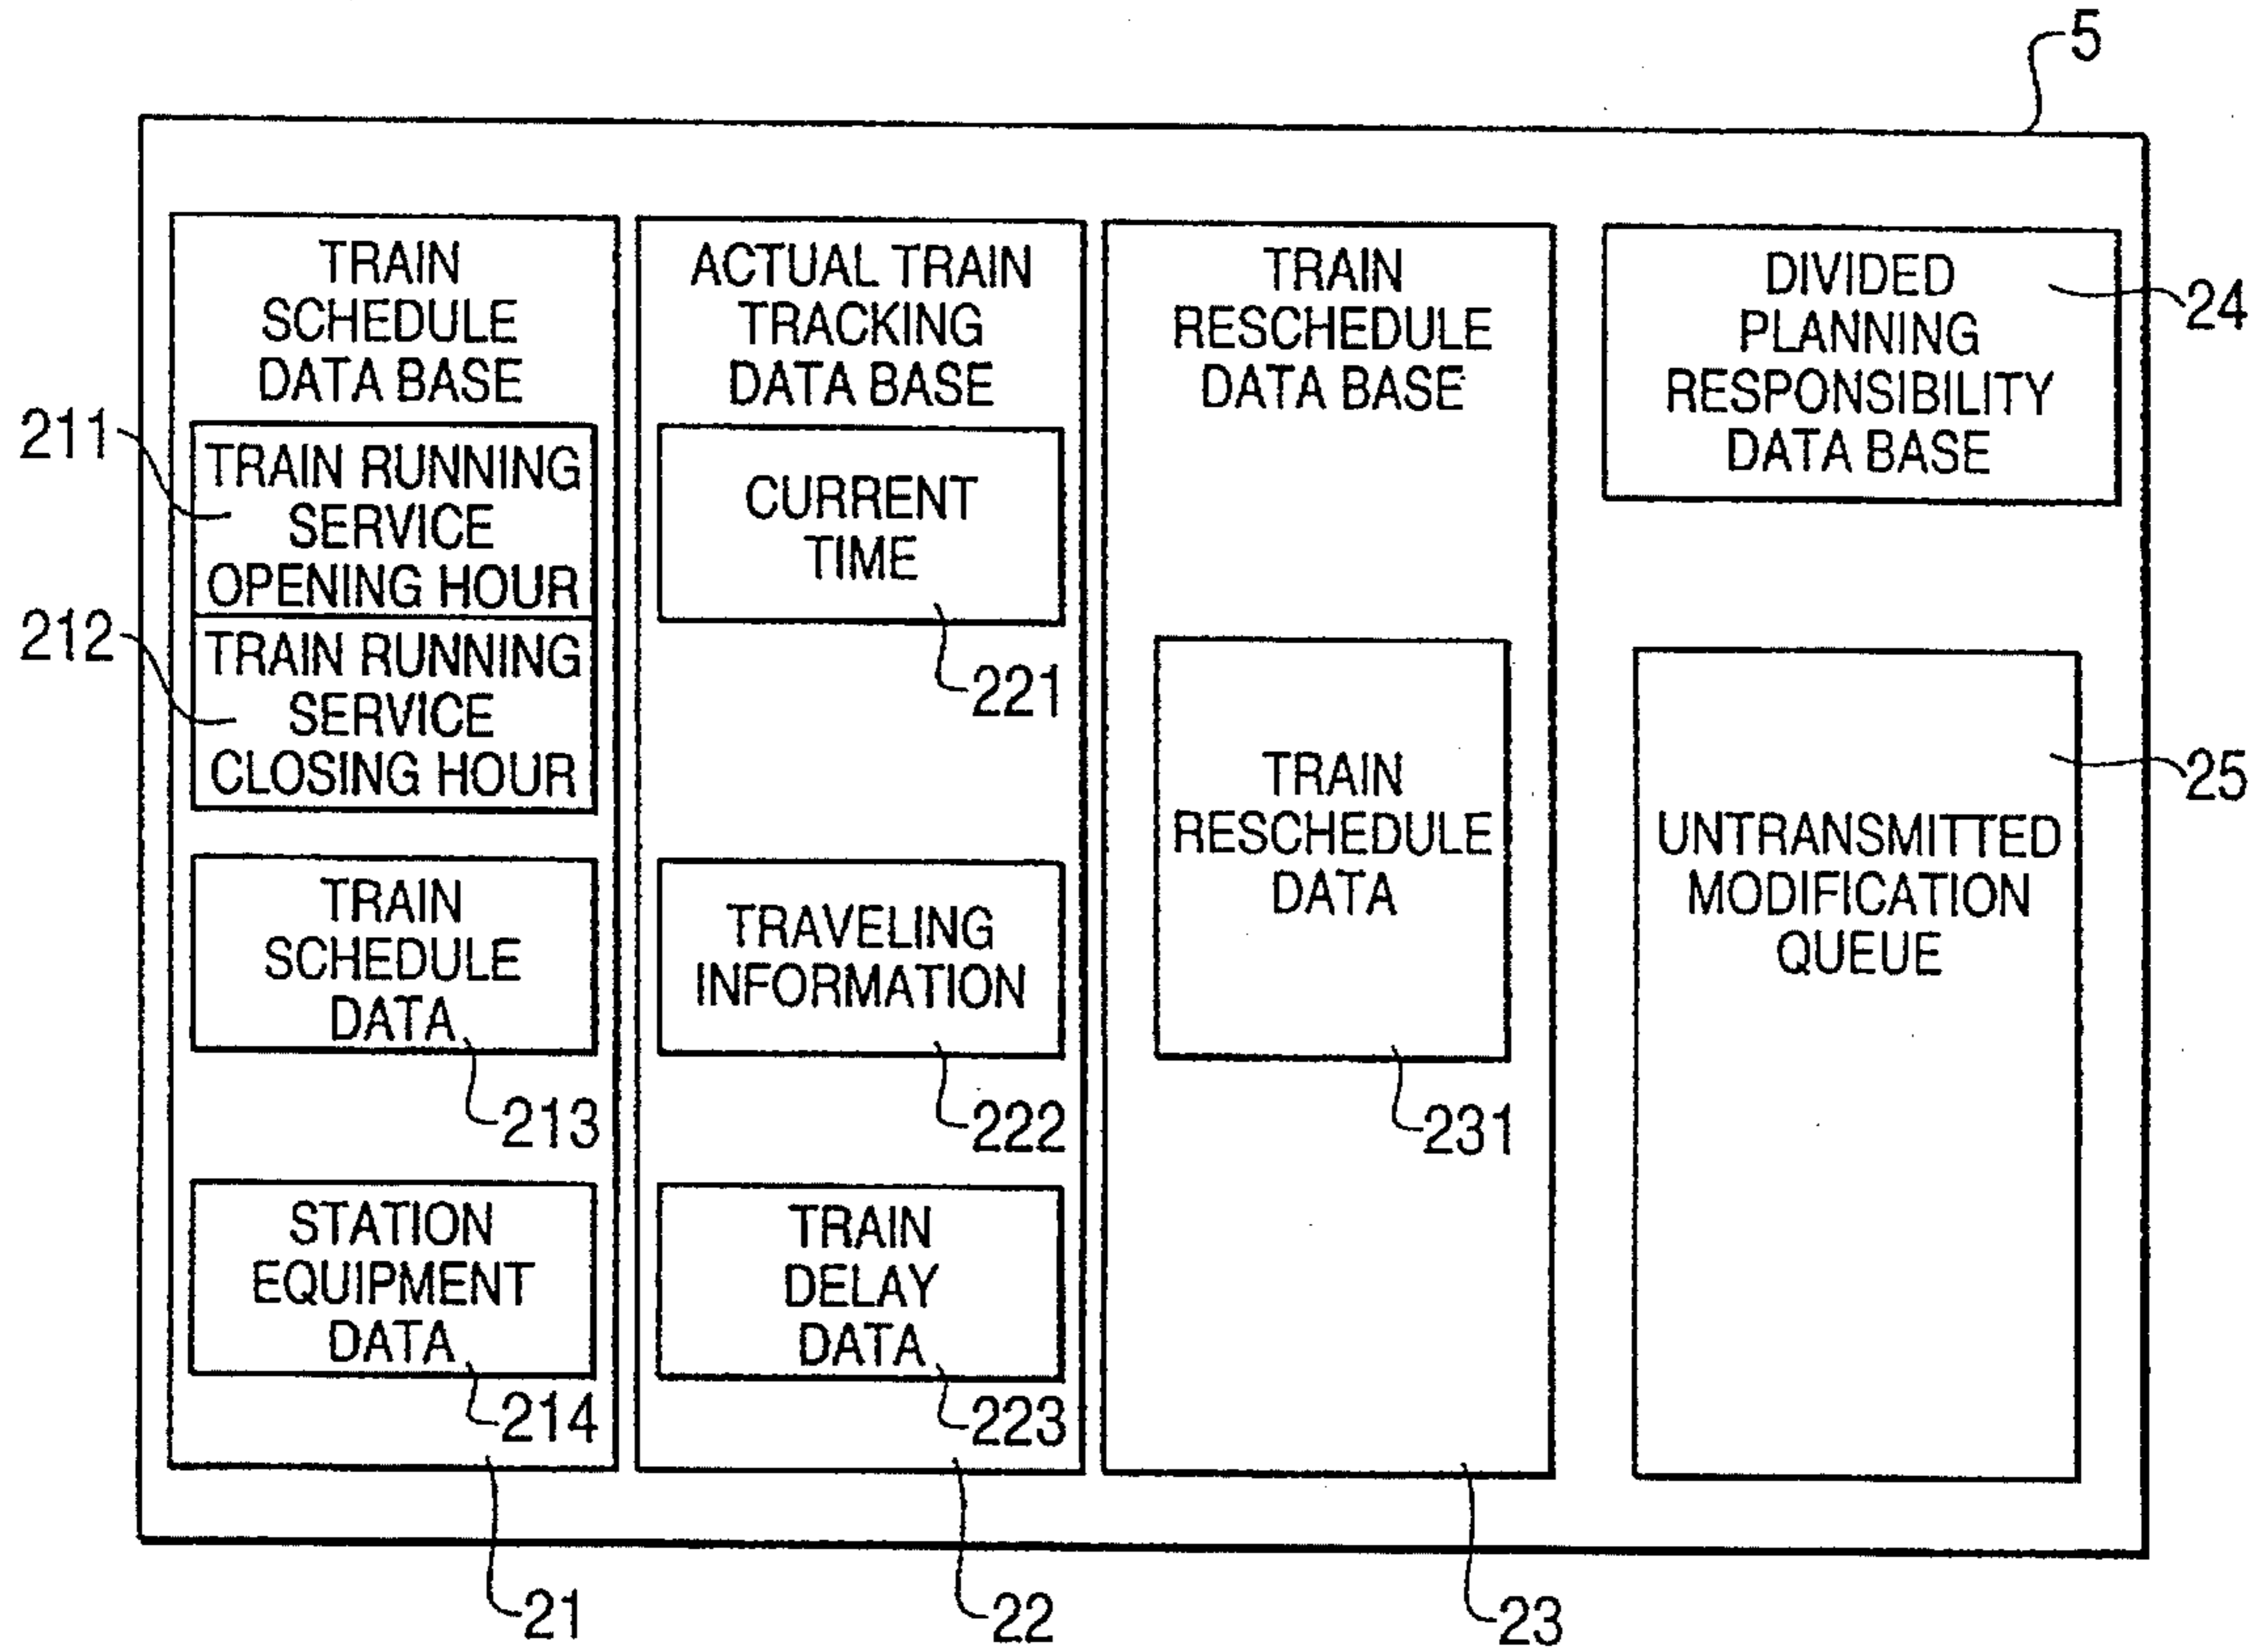 5
TRAIN
SCHEDULE
DATA BASE
211
TRAIN RUNNING
SERVICE
OPENING HOUR
212
TRAIN RUNNING
SERVICE
CLOSING HOUR
TRAIN
SCHEDULE
DATA
213
STATION
EQUIPMENT
DATA
214
21
ACTUAL TRAIN
TRACKING
DATA BASE
CURRENT
TIME
221
TRAVELING
INFORMATION
222
TRAIN
DELAY
DATA
223
22
TRAIN
RESCHEDULE
DATA BASE
TRAIN
RESCHEDULE
DATA
231
23
DIVIDED
PLANNING
RESPONSIBILITY
DATA BASE
24
UNTRANSMITTED
MODIFICATION
QUEUE
25